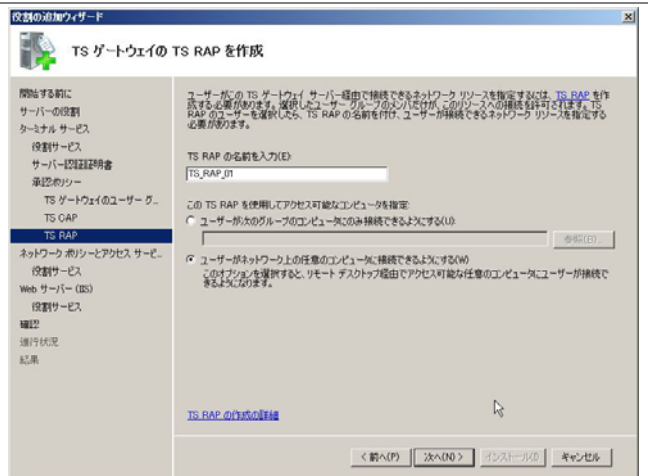 役割の追加ウィザード
TS ゲートウェイの TS RAP を作成
開始する前に
サーバーの役割
ターミナル サービス
役割サービス
サーバー認証証明書
承認ポリシー
TS ゲートウェイのユーザー グ...
TS CAP
TS RAP
ネットワーク ポリシーとアクセス サービ...
役割サービス
Web サーバー (IIS)
役割サービス
確認
進行状況
結果
ユーザーがこの TS ゲートウェイ サーバー経由で接続できるネットワーク リソースを指定するには、TS RAP を作
成する必要があります。選択したユーザー グループのメンバだけが、このリソースへの接続を許可されます。TS
RAP のユーザーを選択したら、TS RAP の名前を付け、ユーザーが接続できるネットワーク リソースを指定する
必要があります。
TS RAP の名前を入力(E):
TS_RAP_01
この TS RAP を使用してアクセス可能なコンピュータを指定:
ユーザーが次のグループのコンピュータにのみ接続できるようにする(U):
参照(B)...
ユーザーがネットワーク上の任意のコンピュータに接続できるようにする(W)
このオプションを選択すると、リモート デスクトップ経由でアクセス可能な任意のコンピュータにユーザーが接続で
きるようになります。
TS RAP の作成の詳細
< 前へ(P)
次へ(N) >
インストール(I)
キャンセル